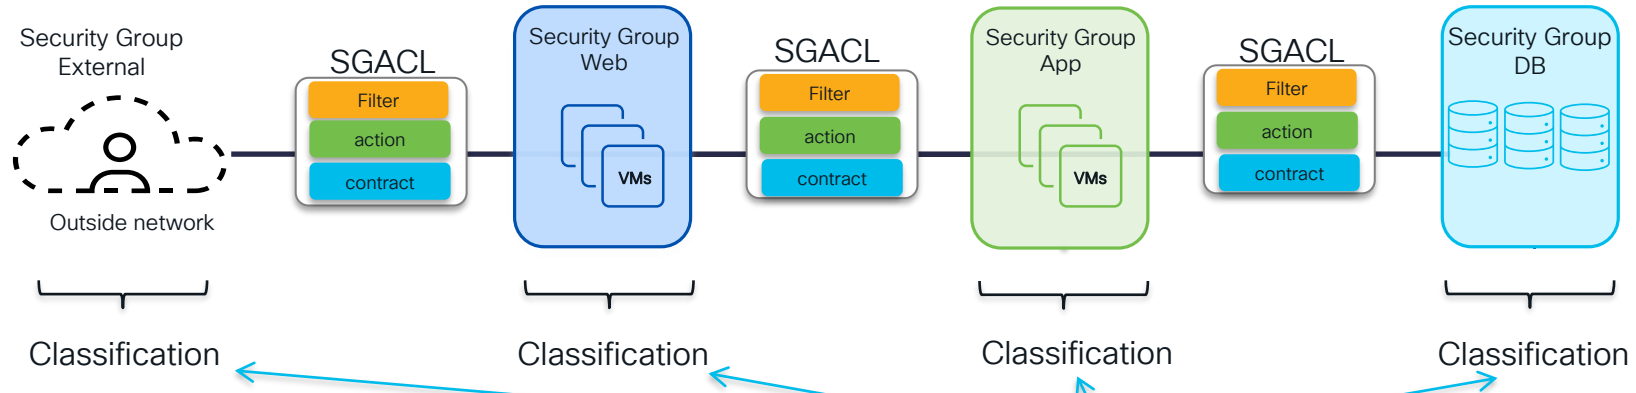 Security Group
External
Outside network
SGACL
Filter
action
contract
Security Group
Web
VMs
SGACL
Filter
action
contract
Security Group
App
VMs
SGACL
Filter
action
contract
Security Group
DB
Classification
Classification
Classification
Classification